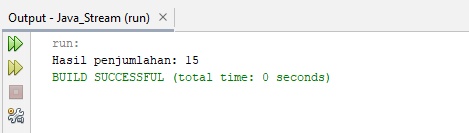 Output - Java_Stream (run) ×
run:
Hasil penjumlahan: 15
BUILD SUCCESSFUL (total time: 0 seconds)